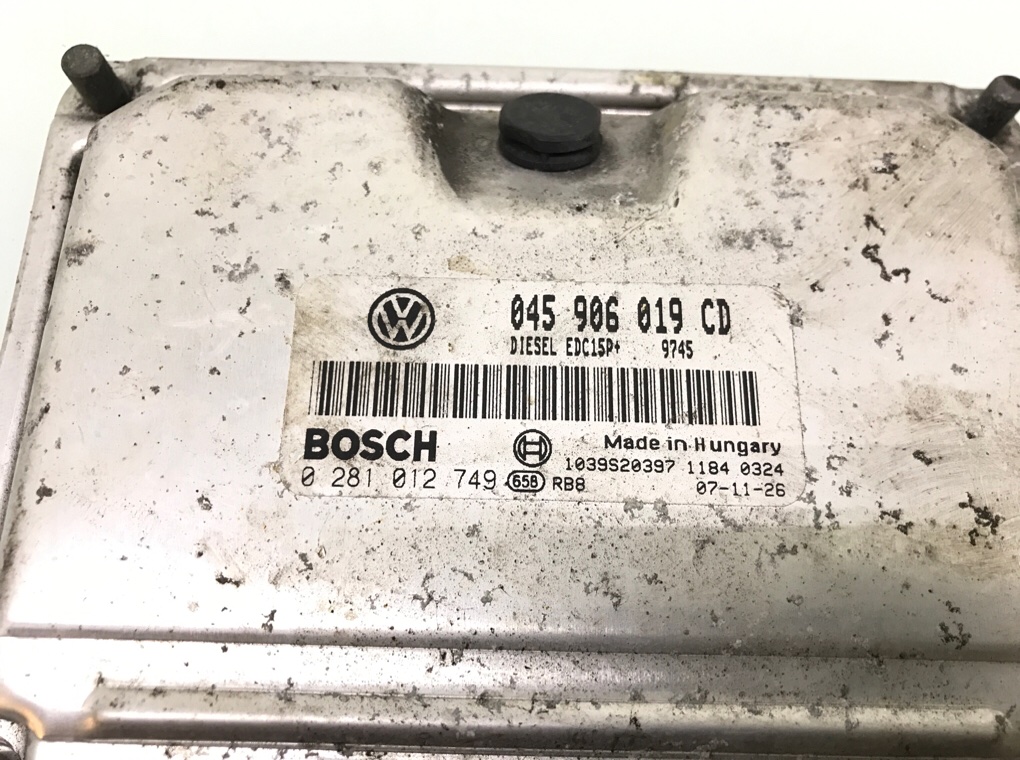 045 906 019 CD
DIESEL EDC15P+ 9745
BOSCH
Made in Hungary
1039S20397 1184 0324
0 281 012 749 658 RB8
07-11-26